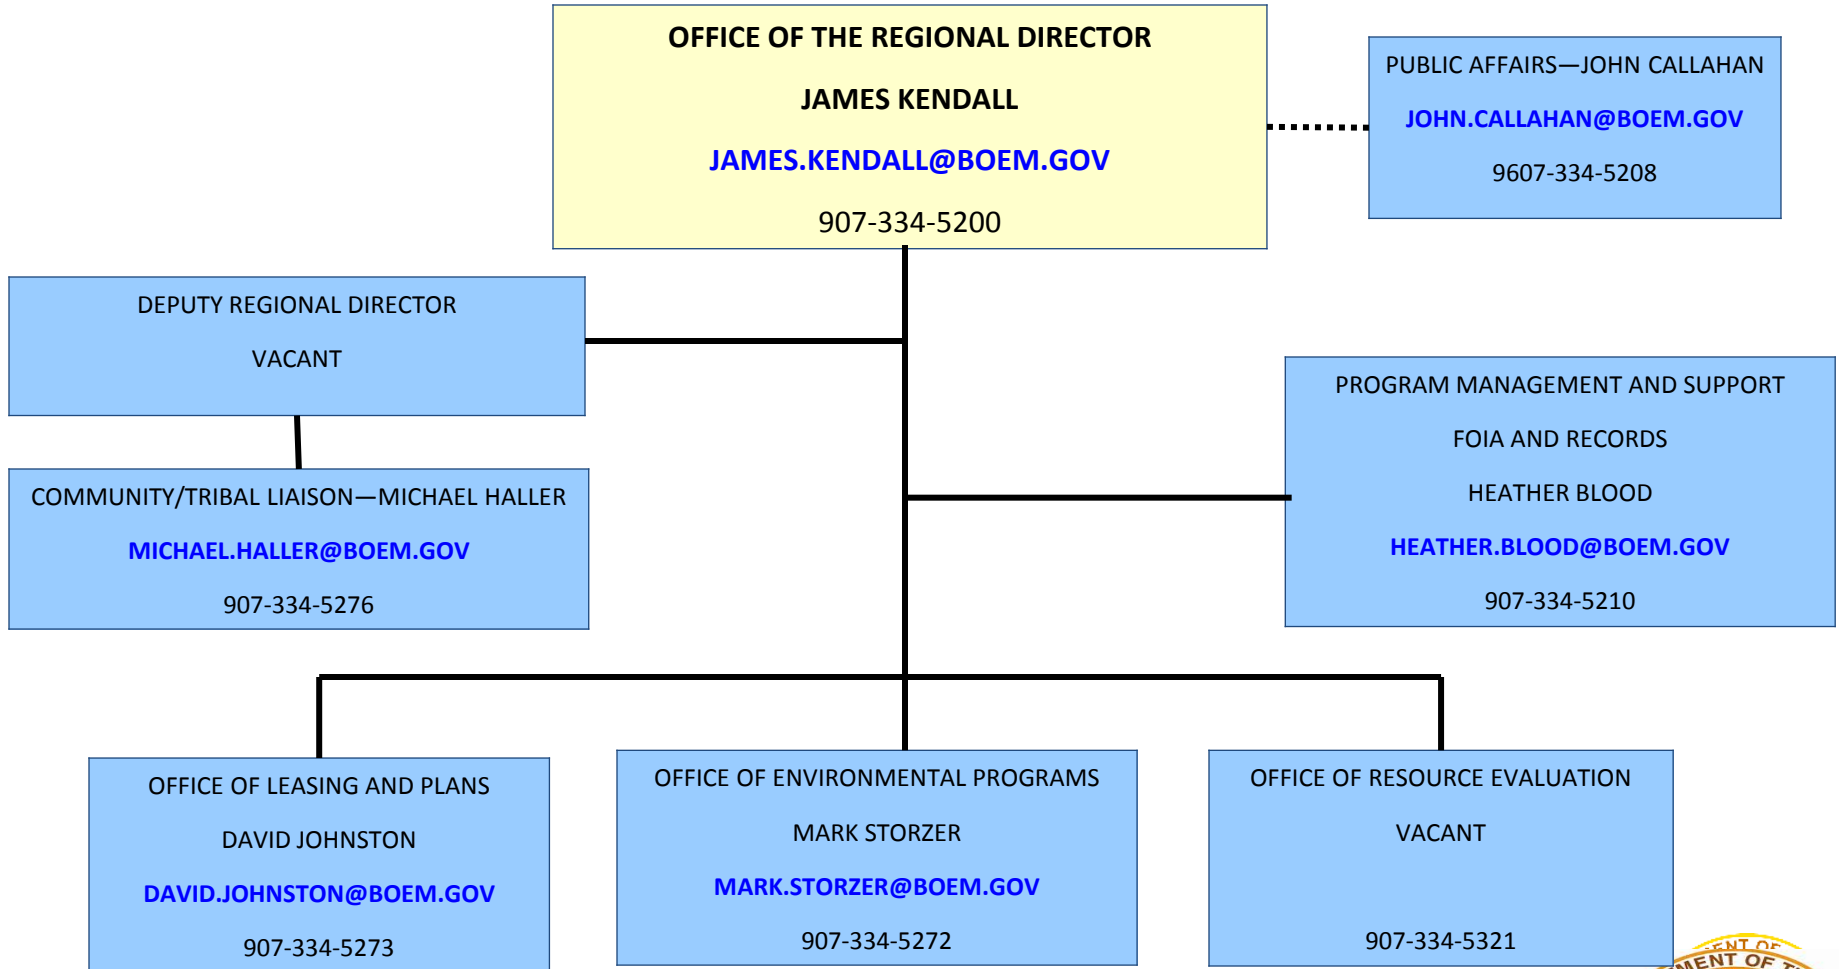 OFFICE OF THE REGIONAL DIRECTOR
JAMES KENDALL
JAMES.KENDALL@BOEM.GOV
907-334-5200
PUBLIC AFFAIRS—JOHN CALLAHAN
JOHN.CALLAHAN@BOEM.GOV
9607-334-5208
DEPUTY REGIONAL DIRECTOR
VACANT
COMMUNITY/TRIBAL LIAISON—MICHAEL HALLER
MICHAEL.HALLER@BOEM.GOV
907-334-5276
PROGRAM MANAGEMENT AND SUPPORT
FOIA AND RECORDS
HEATHER BLOOD
HEATHER.BLOOD@BOEM.GOV
907-334-5210
OFFICE OF LEASING AND PLANS
DAVID JOHNSTON
DAVID.JOHNSTON@BOEM.GOV
907-334-5273
OFFICE OF ENVIRONMENTAL PROGRAMS
MARK STORZER
MARK.STORZER@BOEM.GOV
907-334-5272
OFFICE OF RESOURCE EVALUATION
VACANT
907-334-5321